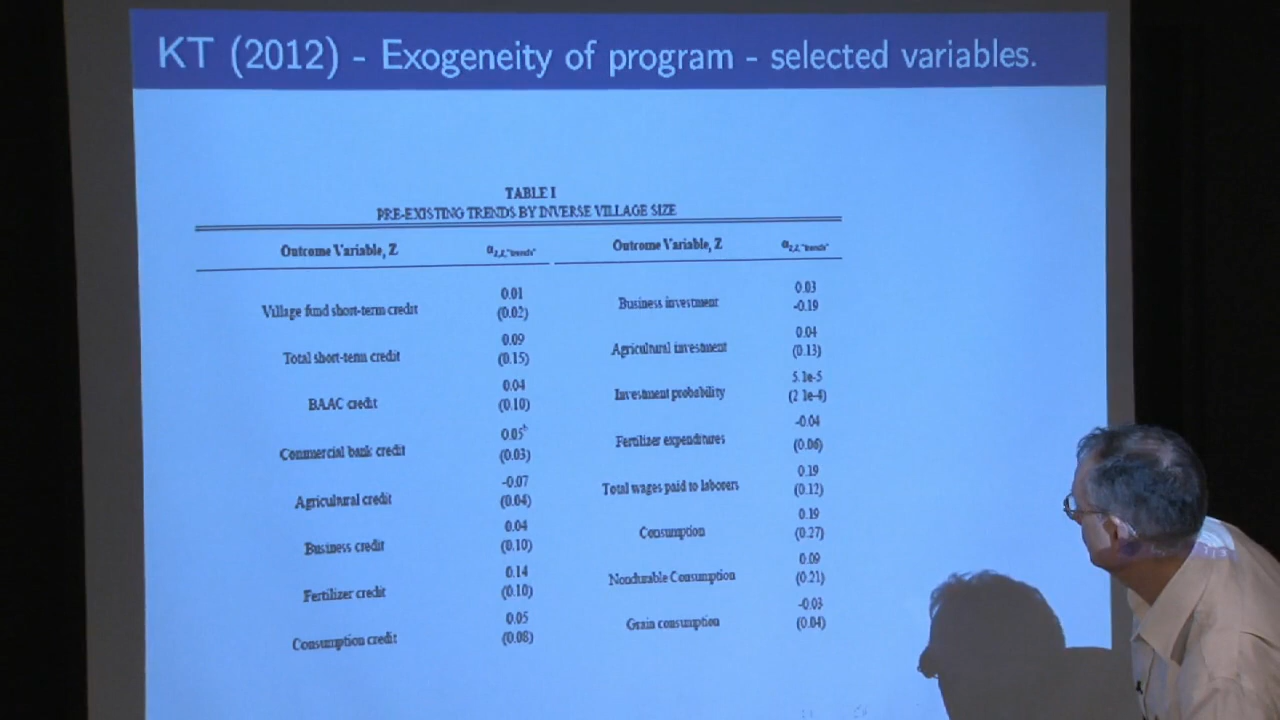 KT (2012) - Exogeneity of program - selected variables.
TABLE I
PRE-EXISTING TRENDS BY INVERSE VILLAGE SIZE
Outcome Variable, Z α2,Z,"trends" Outcome Variable, Z α2,Z,"trends"
Village fund short-term credit 0.01 (0.02) Business investment 0.03 -0.19
Total short-term credit 0.09 (0.15) Agricultural investment 0.04 (0.13)
BAAC credit 0.04 (0.10) Investment probability 5.1e-5 (2 1e-4)
Commercial bank credit 0.05ᵇ (0.03) Fertilizer expenditures -0.04 (0.06)
Agricultural credit -0.07 (0.04) Total wages paid to laborers 0.19 (0.12)
Business credit 0.04 (0.10) Consumption 0.19 (0.27)
Fertilizer credit 0.14 (0.10) Nondurable Consumption 0.09 (0.21)
Consumption credit 0.05 (0.08) Grain consumption -0.03 (0.04)